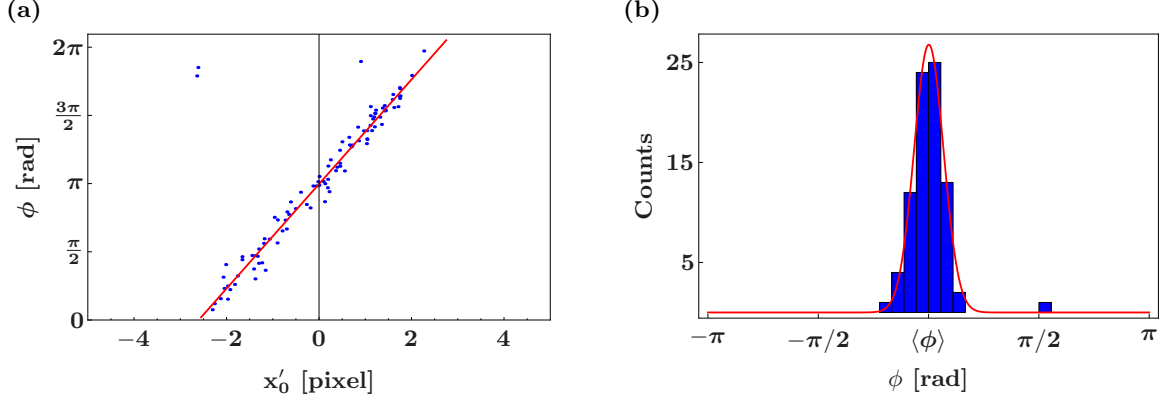 (a)
2π
3π/2
π
π/2
0
ϕ [rad]
−4 −2 0 2 4
x′₀ [pixel]
(b)
25
15
5
Counts
−π −π/2 ⟨ϕ⟩ π/2 π
ϕ [rad]